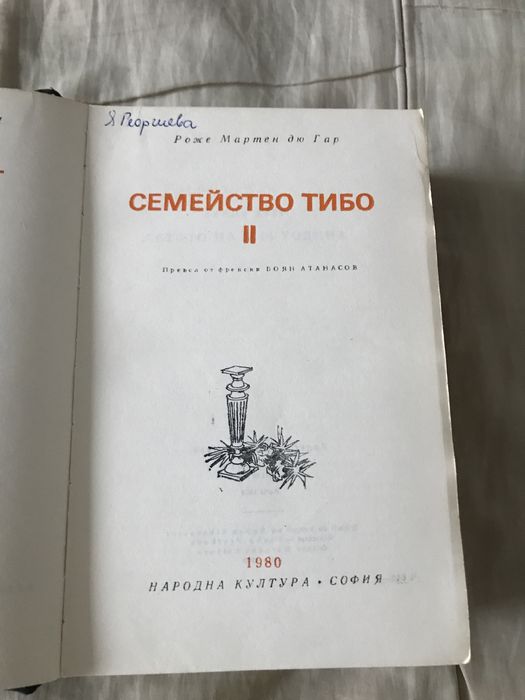 Я Георгиева
Роже Мартен дю Гар
СЕМЕЙСТВО ТИБО
II
Превел от френски БОЯН АТАНАСОВ
1980
НАРОДНА КУЛТУРА • СОФИЯ